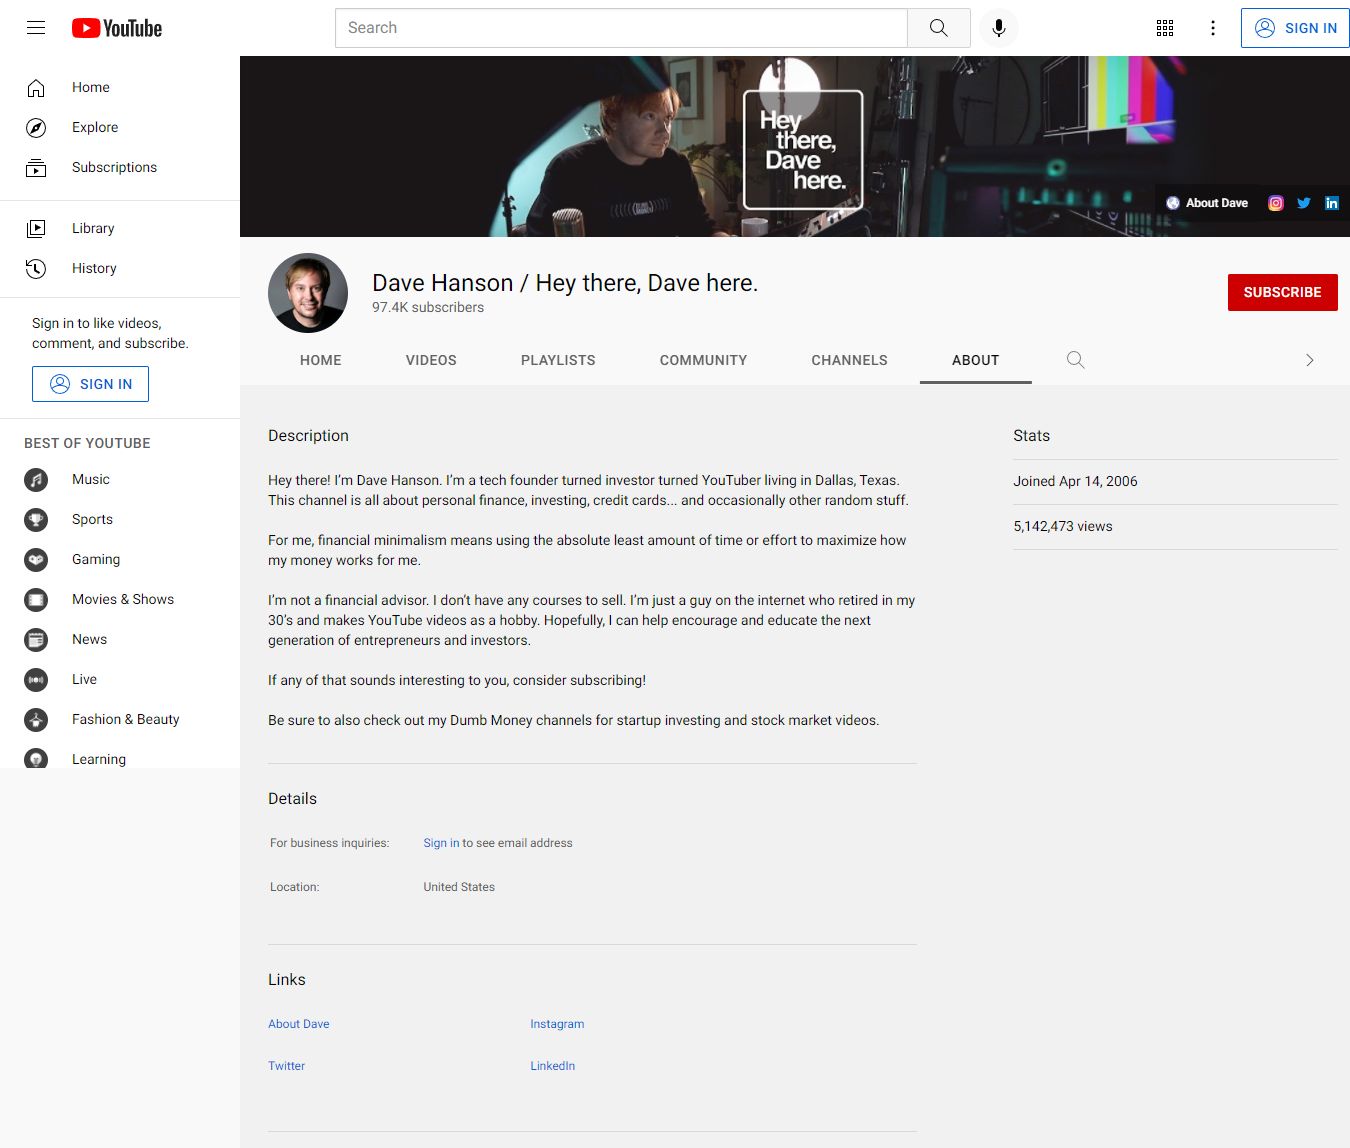 YouTube
Search
SIGN IN
Home
Explore
Subscriptions
Library
History
Sign in to like videos,
comment, and subscribe.
SIGN IN
BEST OF YOUTUBE
Music
Sports
Gaming
Movies & Shows
News
Live
Fashion & Beauty
Learning
Hey
there,
Dave
here.
About Dave
Dave Hanson / Hey there, Dave here.
97.4K subscribers
SUBSCRIBE
HOME
VIDEOS
PLAYLISTS
COMMUNITY
CHANNELS
ABOUT
Description
Hey there! I’m Dave Hanson. I’m a tech founder turned investor turned YouTuber living in Dallas, Texas.
This channel is all about personal finance, investing, credit cards... and occasionally other random stuff.
For me, financial minimalism means using the absolute least amount of time or effort to maximize how
my money works for me.
I’m not a financial advisor. I don’t have any courses to sell. I’m just a guy on the internet who retired in my
30’s and makes YouTube videos as a hobby. Hopefully, I can help encourage and educate the next
generation of entrepreneurs and investors.
If any of that sounds interesting to you, consider subscribing!
Be sure to also check out my Dumb Money channels for startup investing and stock market videos.
Details
For business inquiries: Sign in to see email address
Location: United States
Links
About Dave Instagram
Twitter LinkedIn
Stats
Joined Apr 14, 2006
5,142,473 views